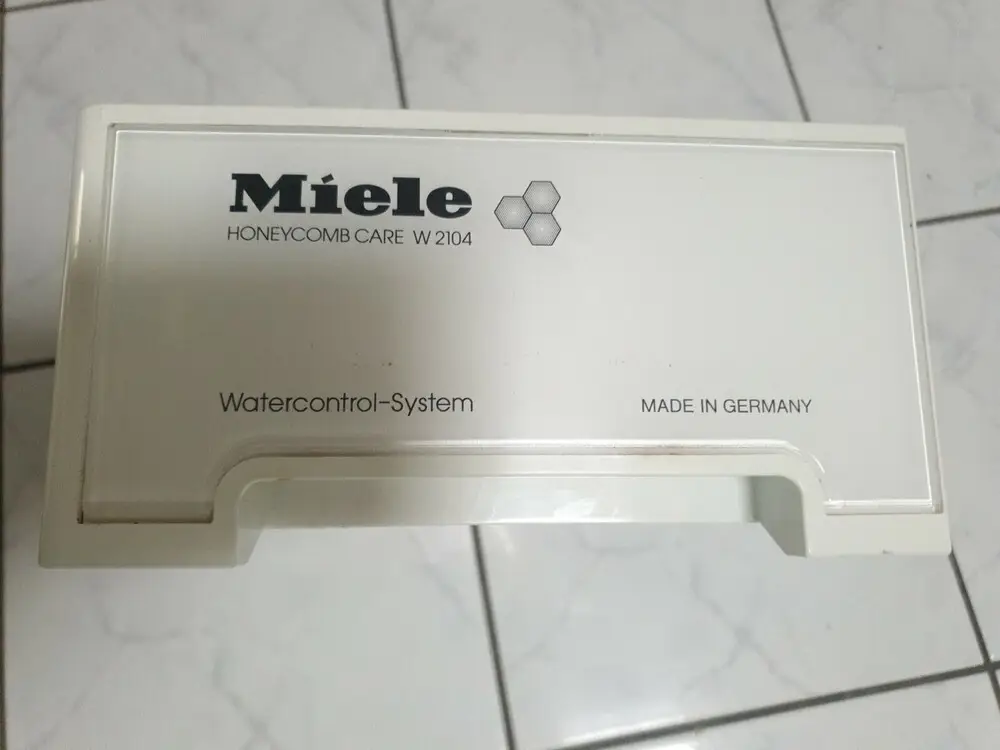 Miele
HONEYCOMB CARE W 2104
Watercontrol-System
MADE IN GERMANY